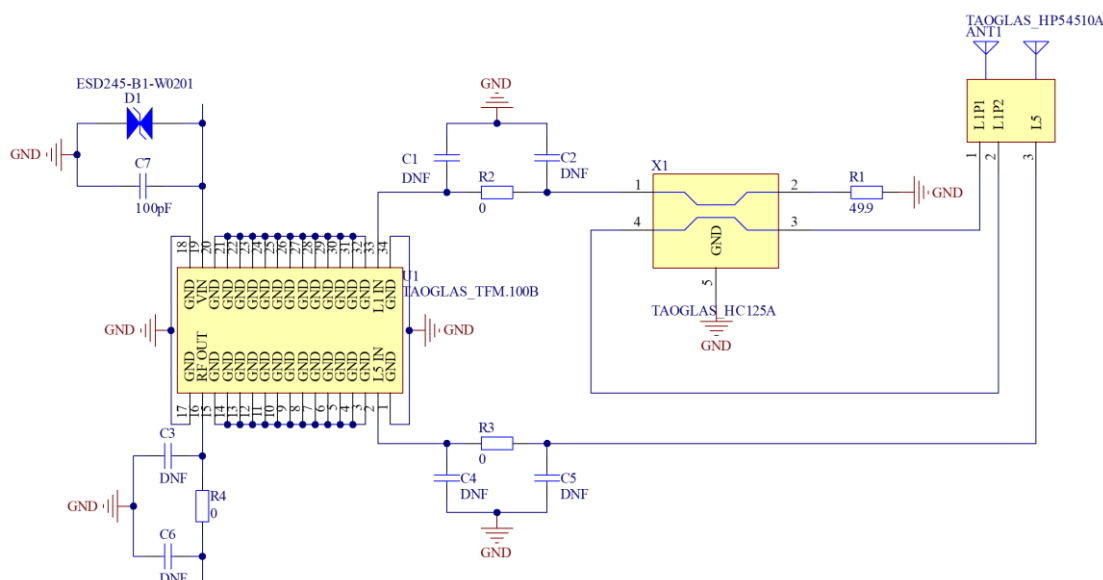 TAOGLAS_HP54510A
ANT1
L1P1
L1P2
L5
1
2
3
ESD245-B1-W0201
D1
GND
C7
100pF
GND
C1
DNF
R2
0
C2
DNF
X1
1
2
4
3
GND
5
R1
49.9
GND
TAOGLAS_HC125A
GND
18
19
20
21
22
23
24
25
26
27
28
29
30
31
32
33
34
GND
VIN
GND
GND
GND
GND
GND
GND
GND
GND
GND
GND
GND
GND
L1 IN
GND
U1
TAOGLAS_TFM.100B
GND
GND
GND
RF OUT
GND
GND
GND
GND
GND
GND
GND
GND
GND
GND
GND
GND
L5 IN
GND
17
16
15
14
13
12
11
10
9
8
7
6
5
4
3
2
1
C3
DNF
GND
R4
0
C6
DNF
R3
0
C4
DNF
C5
DNF
GND